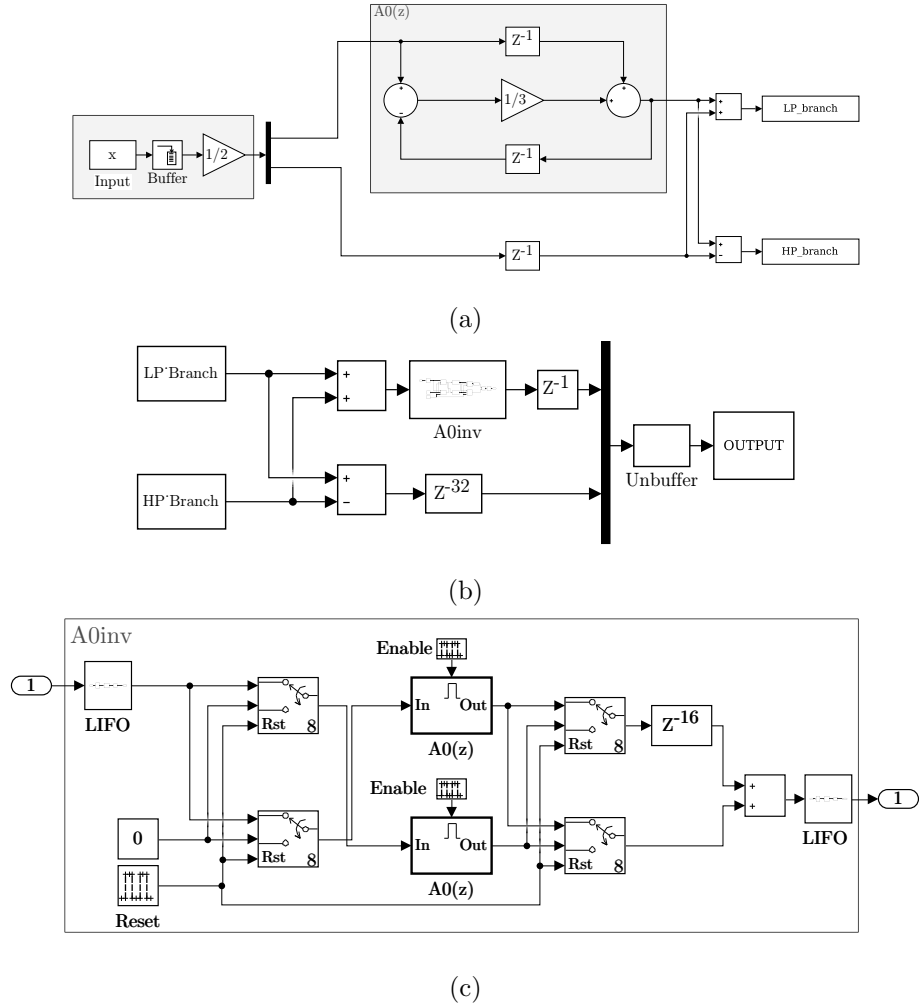 A0(z)
Z-1
1/3
Z-1
x
Input
Buffer
1/2
+
−
+
+
+
+
LP_branch
+
−
HP_branch
Z-1
(a)
LP˙Branch
+
+
A0inv
Z-1
HP˙Branch
+
−
Z-32
Unbuffer
OUTPUT
(b)
A0inv
1
LIFO
Rst
8
Enable
In Out
A0(z)
Rst
8
Z-16
0
Reset
Rst
8
Enable
In Out
A0(z)
Rst
8
+
+
LIFO
1
(c)